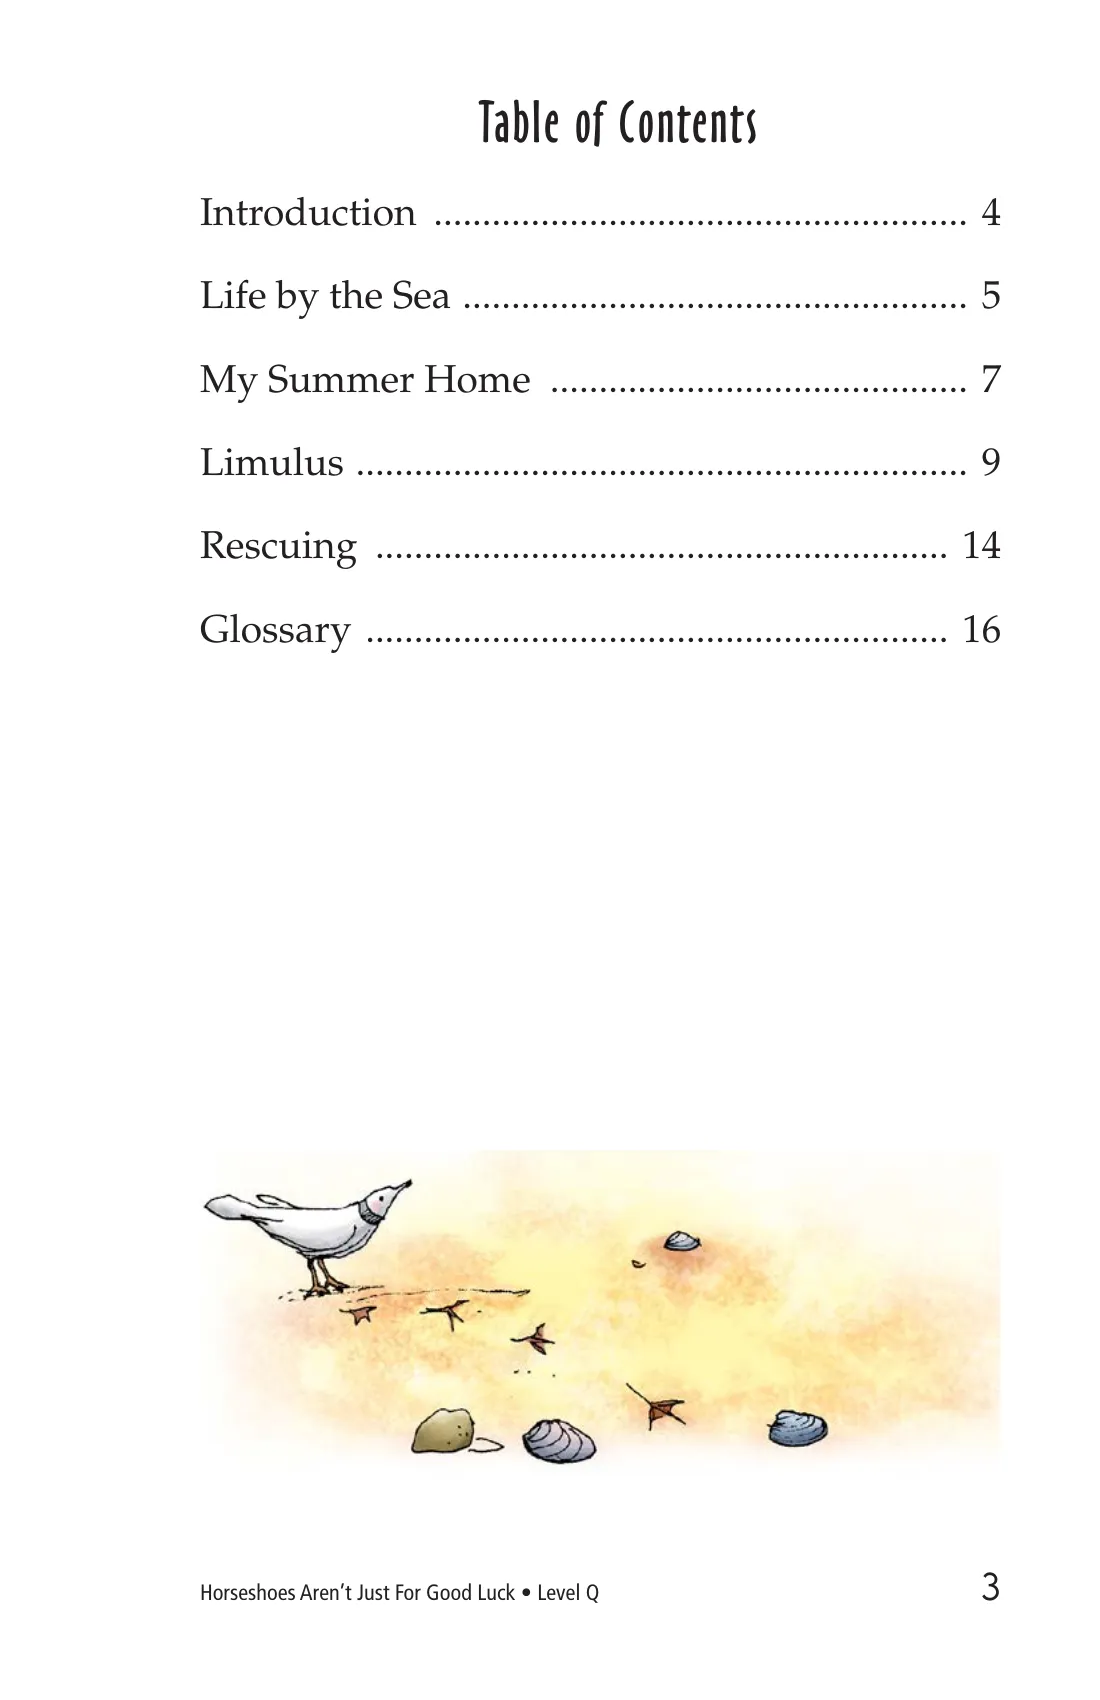 Table of Contents
Introduction ....................................................... 4
Life by the Sea .................................................... 5
My Summer Home ........................................... 7
Limulus ............................................................... 9
Rescuing ........................................................... 14
Glossary ............................................................ 16
Horseshoes Aren’t Just For Good Luck • Level Q 3